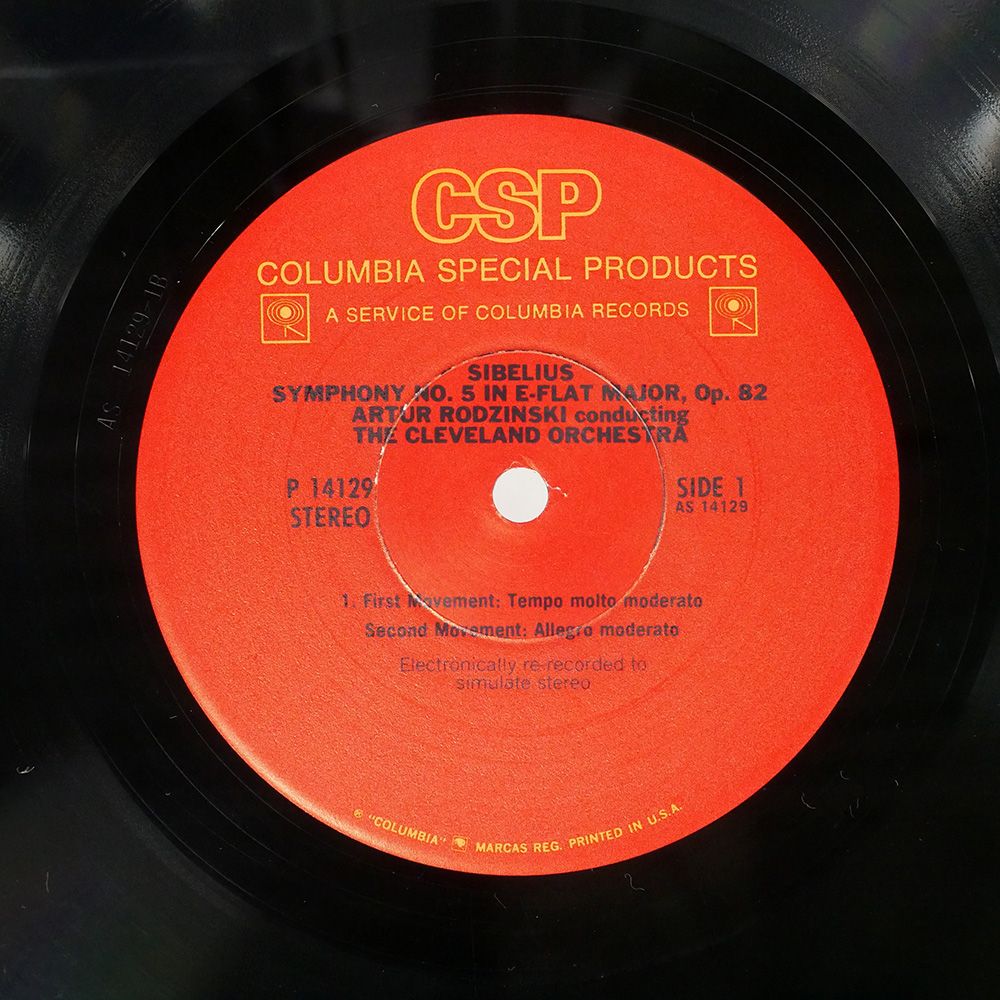 CSP
COLUMBIA SPECIAL PRODUCTS
A SERVICE OF COLUMBIA RECORDS
SIBELIUS
SYMPHONY NO. 5 IN E-FLAT MAJOR, Op. 82
ARTUR RODZINSKI conducting
THE CLEVELAND ORCHESTRA
P 14129
STEREO
SIDE 1
AS 14129
1. First Movement: Tempo molto moderato
Second Movement: Allegro moderato
Electronically re-recorded to
simulate stereo
® "COLUMBIA" MARCAS REG. PRINTED IN U.S.A.
AS 14129-1B